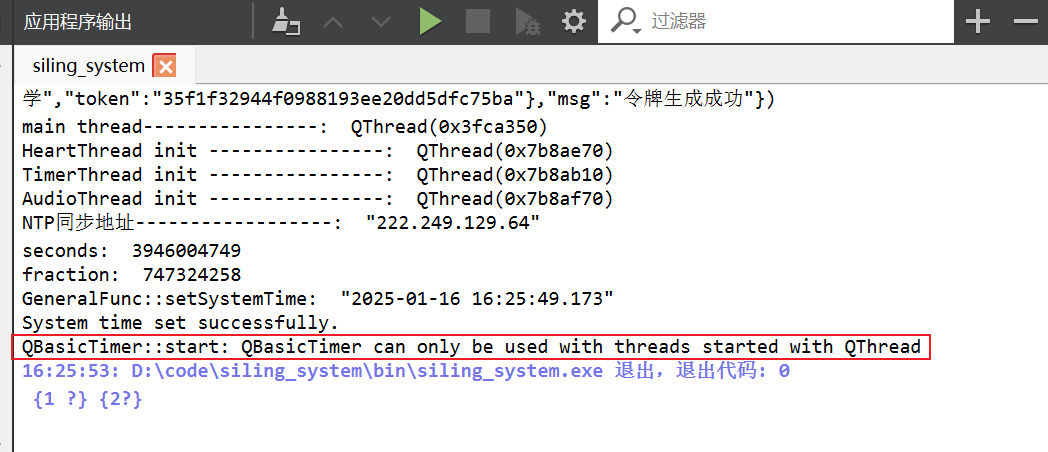 应用程序输出
过滤器
siling_system
学","token":"35f1f32944f0988193ee20dd5dfc75ba"},"msg":"令牌生成成功"})
main thread----------------: QThread(0x3fca350)
HeartThread init ----------------: QThread(0x7b8ae70)
TimerThread init ----------------: QThread(0x7b8ab10)
AudioThread init ----------------: QThread(0x7b8af70)
NTP同步地址------------------: "222.249.129.64"
seconds: 3946004749
fraction: 747324258
GeneralFunc::setSystemTime: "2025-01-16 16:25:49.173"
System time set successfully.
QBasicTimer::start: QBasicTimer can only be used with threads started with QThread
16:25:53: D:\code\siling_system\bin\siling_system.exe 退出，退出代码: 0
{1 ?} {2?}